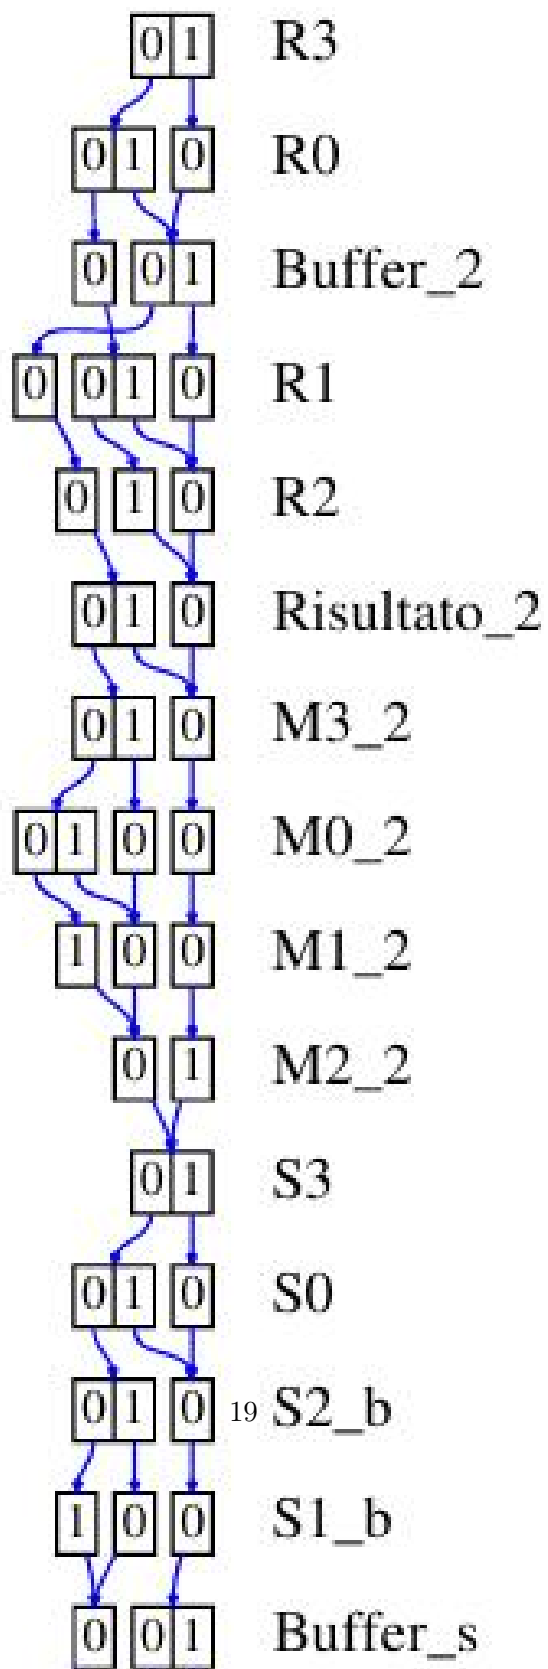 0 1 R3
0 1 0 R0
0 0 1 Buffer_2
0 0 1 0 R1
0 1 0 R2
0 1 0 Risultato_2
0 1 0 M3_2
0 1 0 0 M0_2
1 0 0 M1_2
0 1 M2_2
0 1 S3
0 1 0 S0
0 1 0 19 S2_b
1 0 0 S1_b
0 0 1 Buffer_s